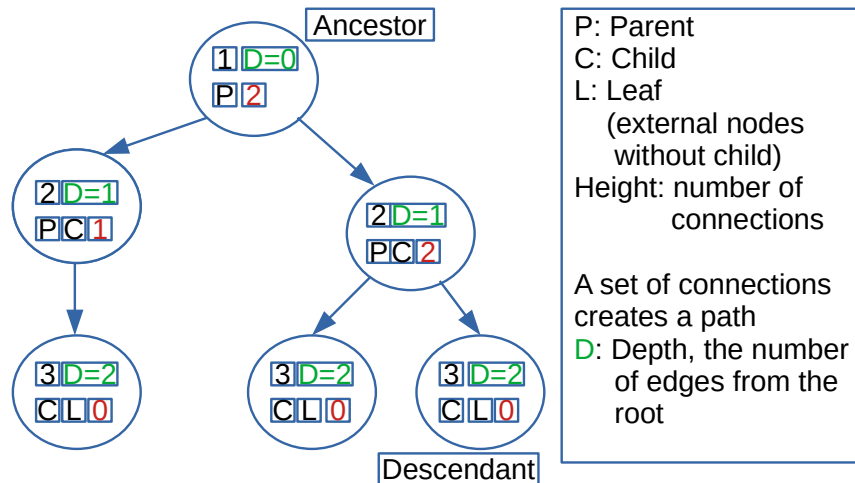 Ancestor
1 D=0
P 2
2 D=1
P C 1
2 D=1
P C 2
3 D=2
C L 0
3 D=2
C L 0
3 D=2
C L 0
Descendant
P: Parent
C: Child
L: Leaf
(external nodes
without child)
Height: number of
connections
A set of connections
creates a path
D: Depth, the number
of edges from the
root